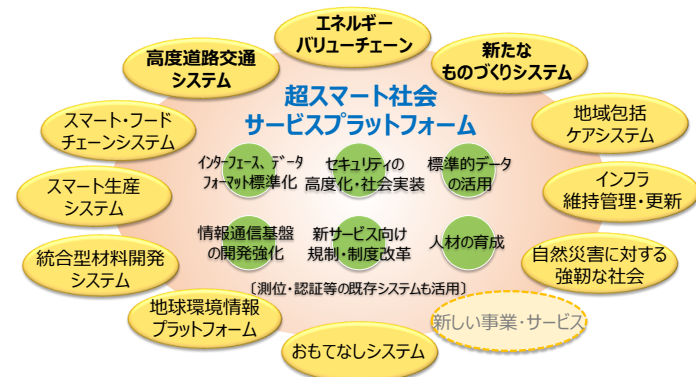 エネルギー
バリューチェーン
高度道路交通
システム
新たな
ものづくりシステム
超スマート社会
サービスプラットフォーム
スマート・フード
チェーンシステム
地域包括
ケアシステム
インターフェース、データ
フォーマット標準化
セキュリティの
高度化・社会実装
標準的データ
の活用
スマート生産
システム
インフラ
維持管理・更新
情報通信基盤
の開発強化
新サービス向け
規制・制度改革
人材の育成
統合型材料開発
システム
自然災害に対する
強靭な社会
〔測位・認証等の既存システムも活用〕
地球環境情報
プラットフォーム
新しい事業・サービス
おもてなしシステム